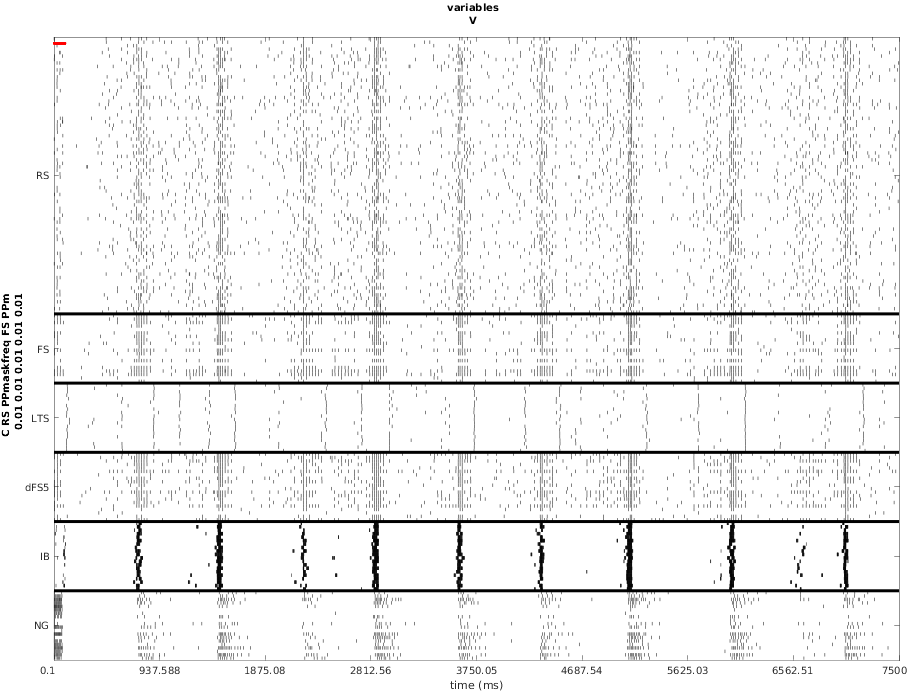 variables
V
C RS PPmaskfreq FS PPm
0.01 0.01 0.01 0.01 0.01
RS
FS
LTS
dFS5
IB
NG
0.1 937.588 1875.08 2812.56 3750.05 4687.54 5625.03 6562.51 7500
time (ms)